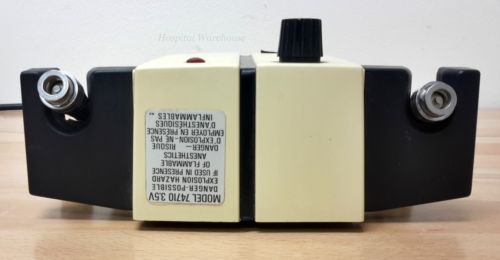 Hospital Warehouse
MODEL 74710 3.5V
DANGER-POSSIBLE
EXPLOSION HAZARD
IF USED IN PRESENCE
OF FLAMMABLE
ANESTHETICS
DANGER— RISQUE
D'EXPLOSION-NE PAS
EMPLOYER EN PRESENCE
D'ANESTHESIQUES
INFLAMMABLES